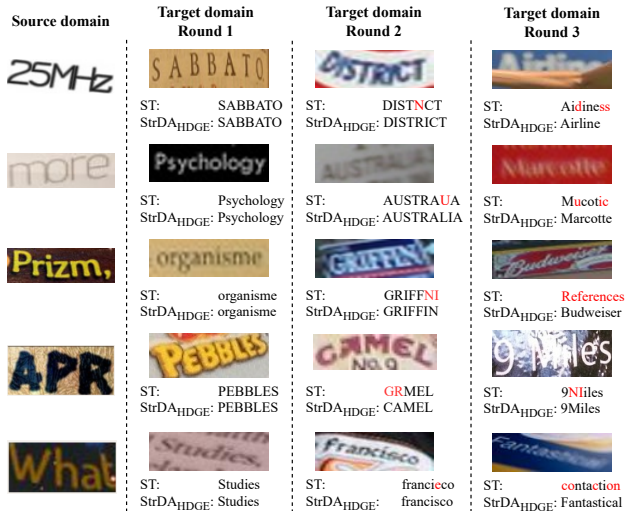 Source domain
Target domain
Round 1
Target domain
Round 2
Target domain
Round 3
25MHz
SABBATO
ST: SABBATO
StrDAHDGE: SABBATO
DISTRICT
ST: DISTNCT
StrDAHDGE: DISTRICT
Airline
ST: Aidiness
StrDAHDGE: Airline
more
Psychology
ST: Psychology
StrDAHDGE: Psychology
AUSTRALIA
ST: AUSTRAUA
StrDAHDGE: AUSTRALIA
Marcotte
ST: Mucotic
StrDAHDGE: Marcotte
Prizm,
organisme
ST: organisme
StrDAHDGE: organisme
GRIFFIN
ST: GRIFFNI
StrDAHDGE: GRIFFIN
Budweiser
ST: References
StrDAHDGE: Budweiser
APR
PEBBLES
ST: PEBBLES
StrDAHDGE: PEBBLES
CAMEL
NO.9
ST: GRMEL
StrDAHDGE: CAMEL
9 Miles
ST: 9NIiles
StrDAHDGE: 9Miles
What
Studies.
ST: Studies
StrDAHDGE: Studies
francisco
ST: francieco
StrDAHDGE: francisco
Fantastical
ST: contaction
StrDAHDGE: Fantastical